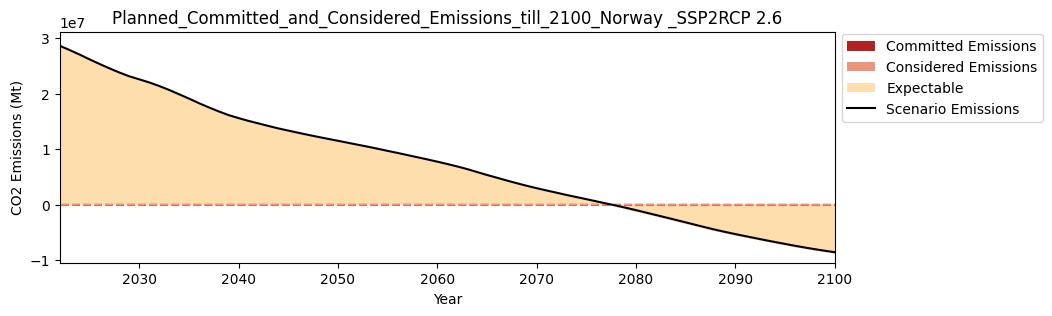 Planned_Committed_and_Considered_Emissions_till_2100_Norway _SSP2RCP 2.6
1e7
3
2
1
0
−1
CO2 Emissions (Mt)
2030 2040 2050 2060 2070 2080 2090 2100
Year
Committed Emissions
Considered Emissions
Expectable
Scenario Emissions